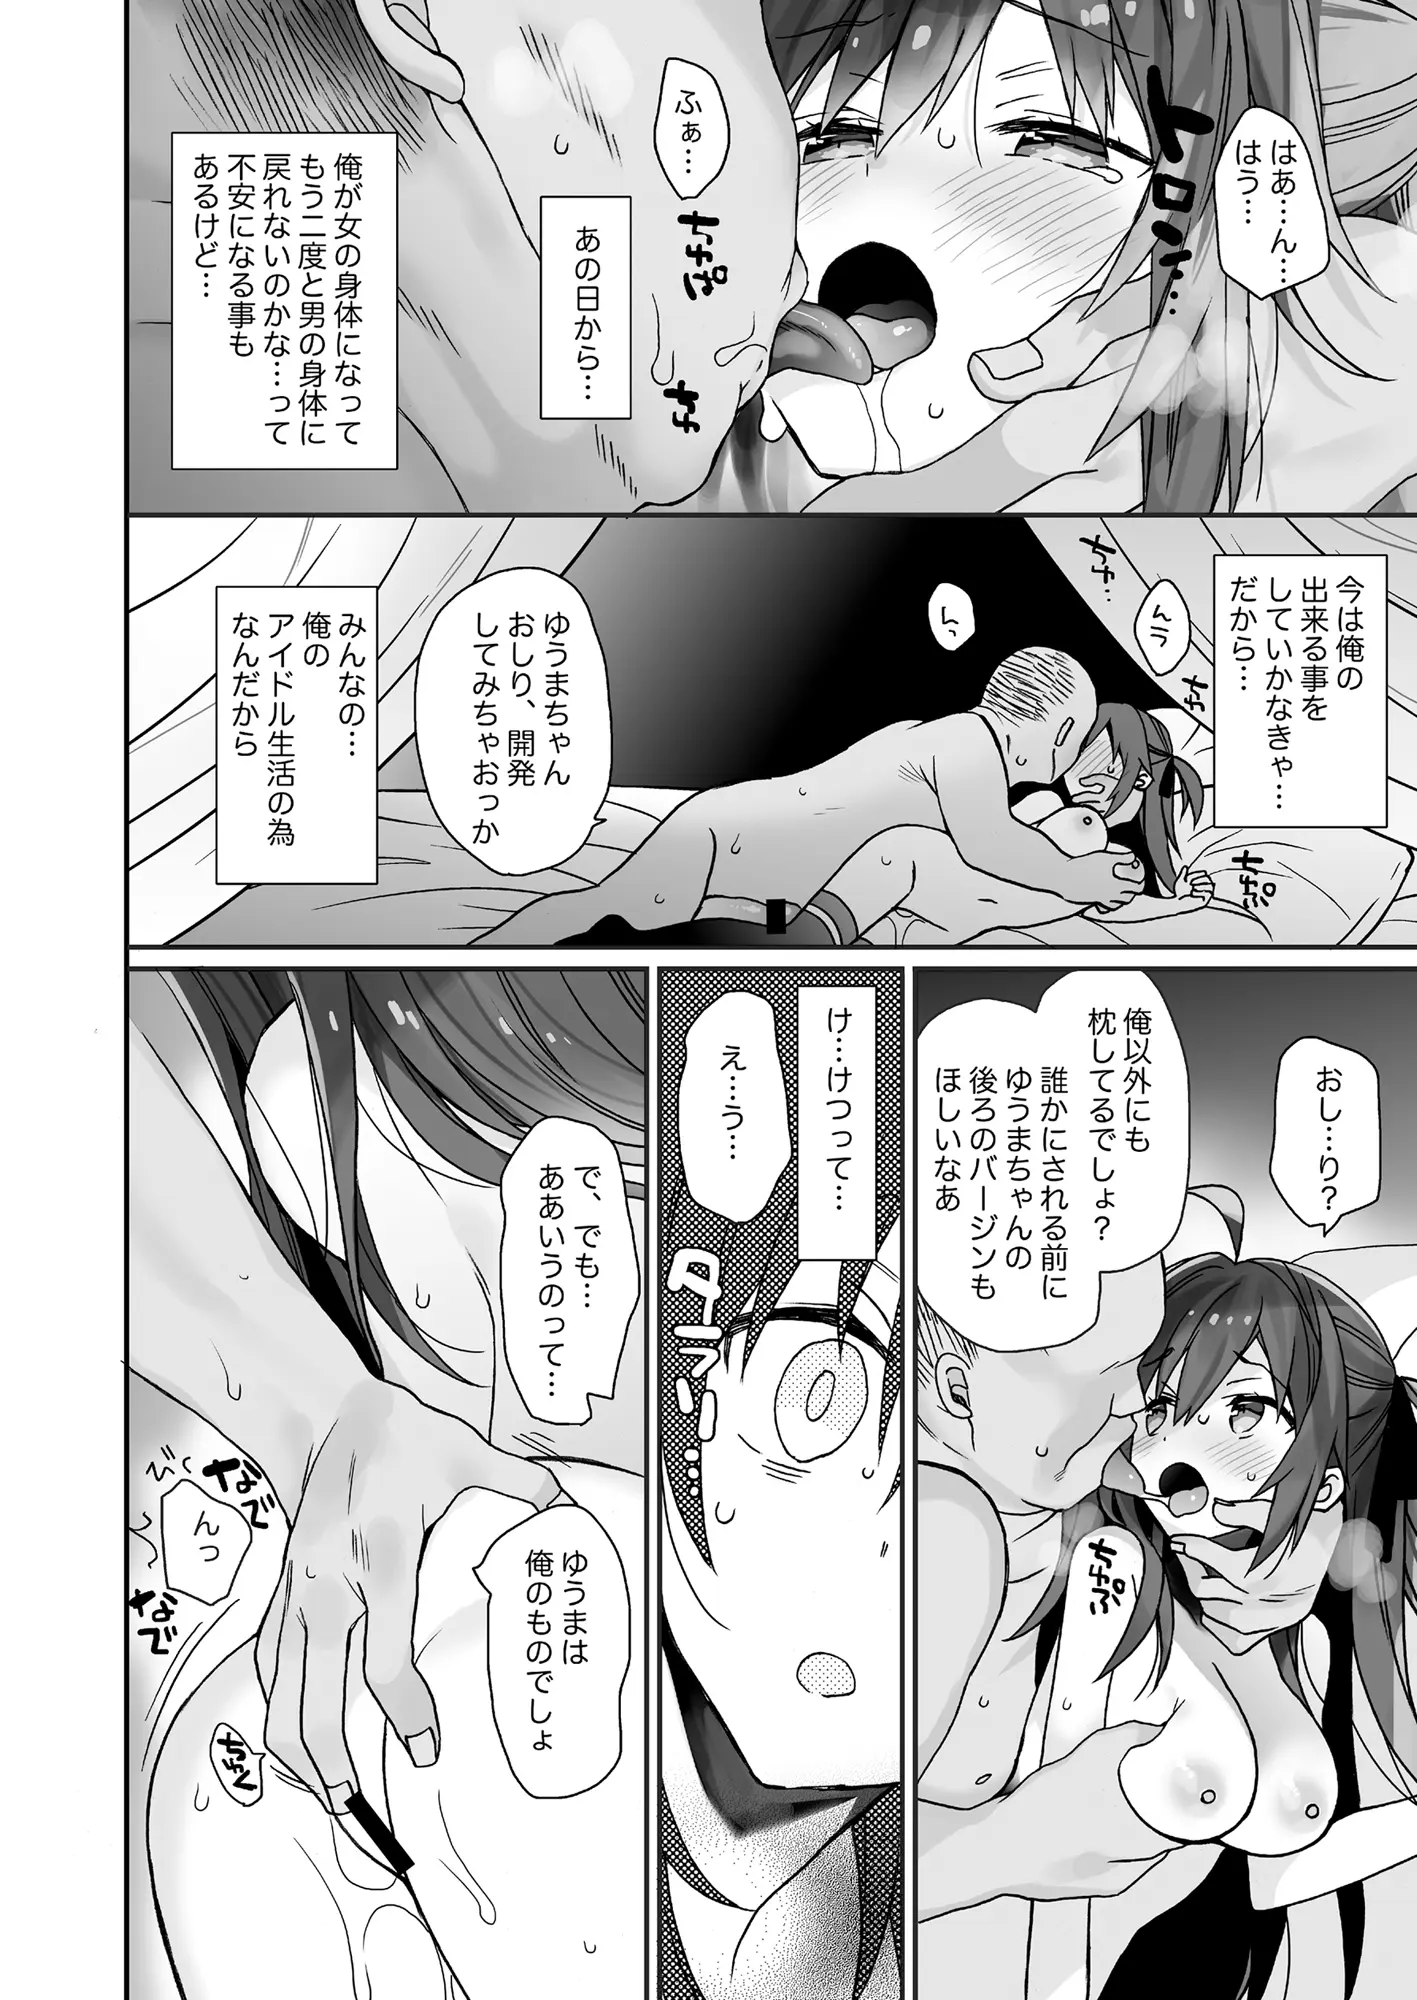 はあ…ん…
はう…
トロン…
ふぁ…
ちゅぱ
ちゅ
あの日から…
俺が女の身体になって
もう二度と男の身体に
戻れないのかな…って
不安になる事も
あるけど…
今は俺の
出来る事を
していかなきゃ…
だから…
ちゅ…
んう
ちゅ
んっ
ちゅぷ
ゆうまちゃん
おしり、開発
してみちゃおっか
みんなの…
俺の
アイドル生活の為
なんだから
おし…り?
俺以外にも
枕してるでしょ?
誰かにされる前に
ゆうまちゃんの
後ろのバージンも
ほしいなあ
ちゅぷ
け…けつって…
え…う…
タラリ…
で、でも…
ああいうのって…
ゆうまは
俺のものでしょ
なで
びく
んっ
なで
ちゅく